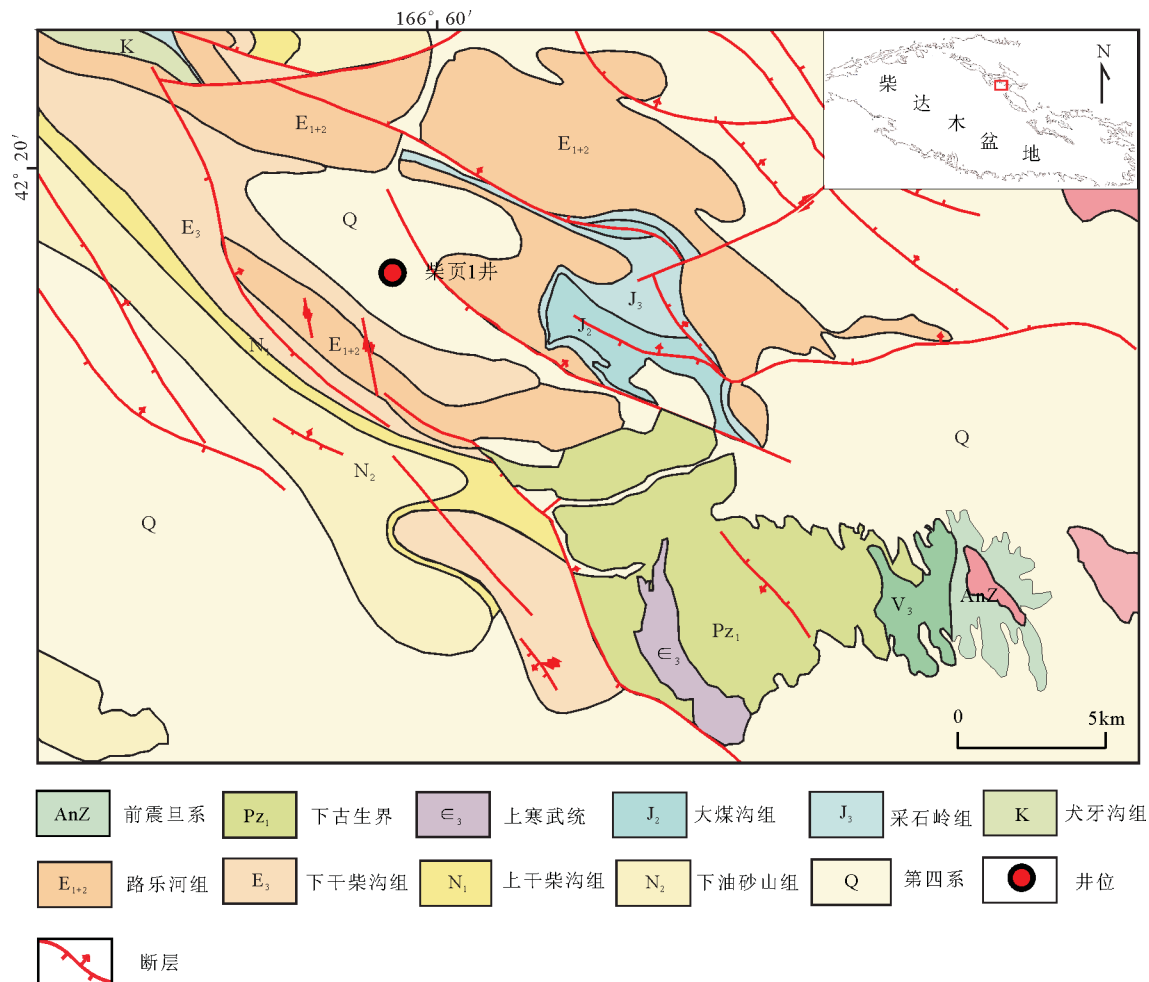 166° 60′
42° 20′
K
E₁₊₂
E₁₊₂
N
柴达木盆地
Q
E₃
柴页1井
J₃
J₂
N₁
E₁₊₂
Q
N₂
Q
V₃
AnZ
Pz₁
∈₃
0 5km
AnZ 前震旦系 Pz₁ 下古生界 ∈₃ 上寒武统 J₂ 大煤沟组 J₃ 采石岭组 K 犬牙沟组
E₁₊₂ 路乐河组 E₃ 下干柴沟组 N₁ 上干柴沟组 N₂ 下油砂山组 Q 第四系 井位
断层